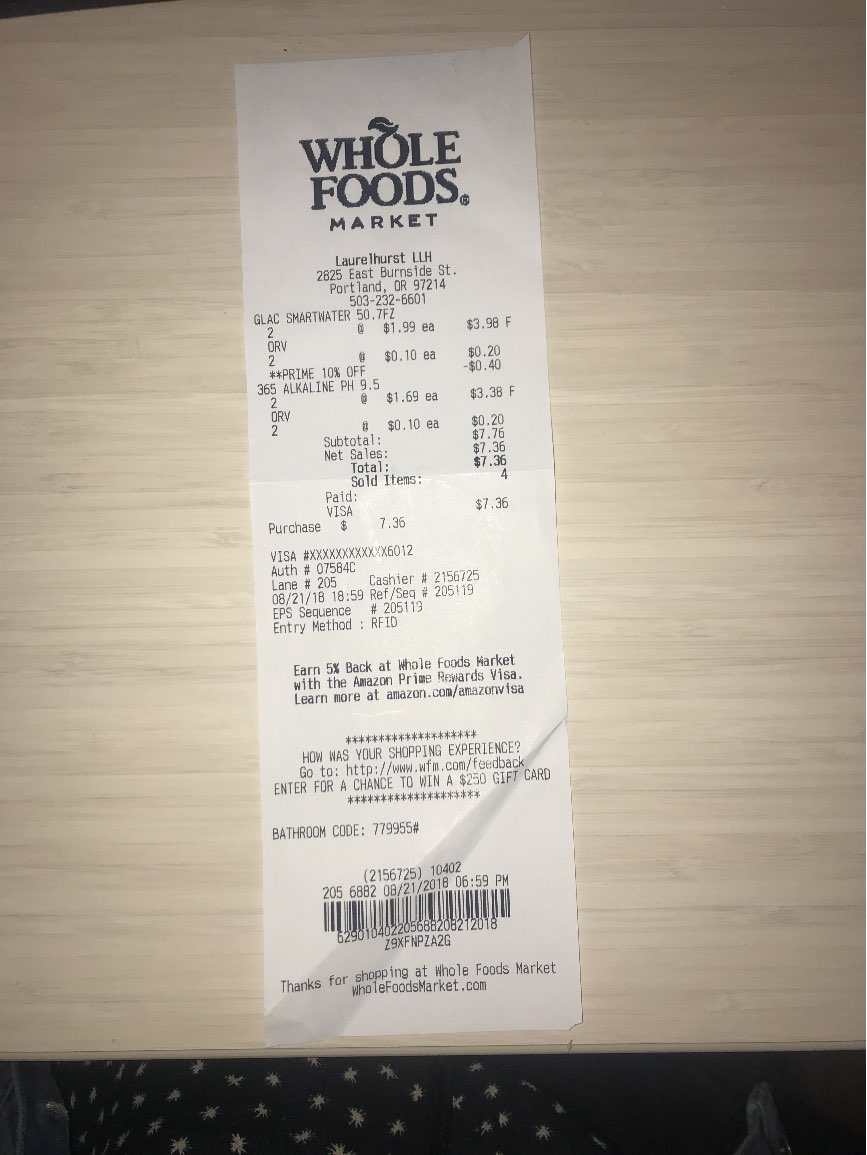 WHOLE
FOODS®
MARKET
Laurelhurst LLH
2825 East Burnside St.
Portland, OR 97214
503-232-6601
GLAC SMARTWATER 50.7FZ
2 @ $1.99 ea $3.98 F
ORV
2 @ $0.10 ea $0.20
**PRIME 10% OFF -$0.40
365 ALKALINE PH 9.5
2 @ $1.69 ea $3.38 F
ORV
2 @ $0.10 ea $0.20
Subtotal: $7.76
Net Sales: $7.36
Total: $7.36
Sold Items: 4
Paid:
VISA $7.36
Purchase $ 7.36
VISA #XXXXXXXXXXXX6012
Auth # 07584C
Lane # 205 Cashier # 2156725
08/21/18 18:59 Ref/Seq # 205119
EPS Sequence # 205119
Entry Method : RFID
Earn 5% Back at Whole Foods Market
with the Amazon Prime Rewards Visa.
Learn more at amazon.com/amazonvisa
********************
HOW WAS YOUR SHOPPING EXPERIENCE?
Go to: http://www.wfm.com/feedback
ENTER FOR A CHANCE TO WIN A $250 GIFT CARD
********************
BATHROOM CODE: 779955#
(2156725) 10402
205 6882 08/21/2018 06:59 PM
629010402205688208212018
Z9XFNPZA2G
Thanks for shopping at Whole Foods Market
WholeFoodsMarket.com